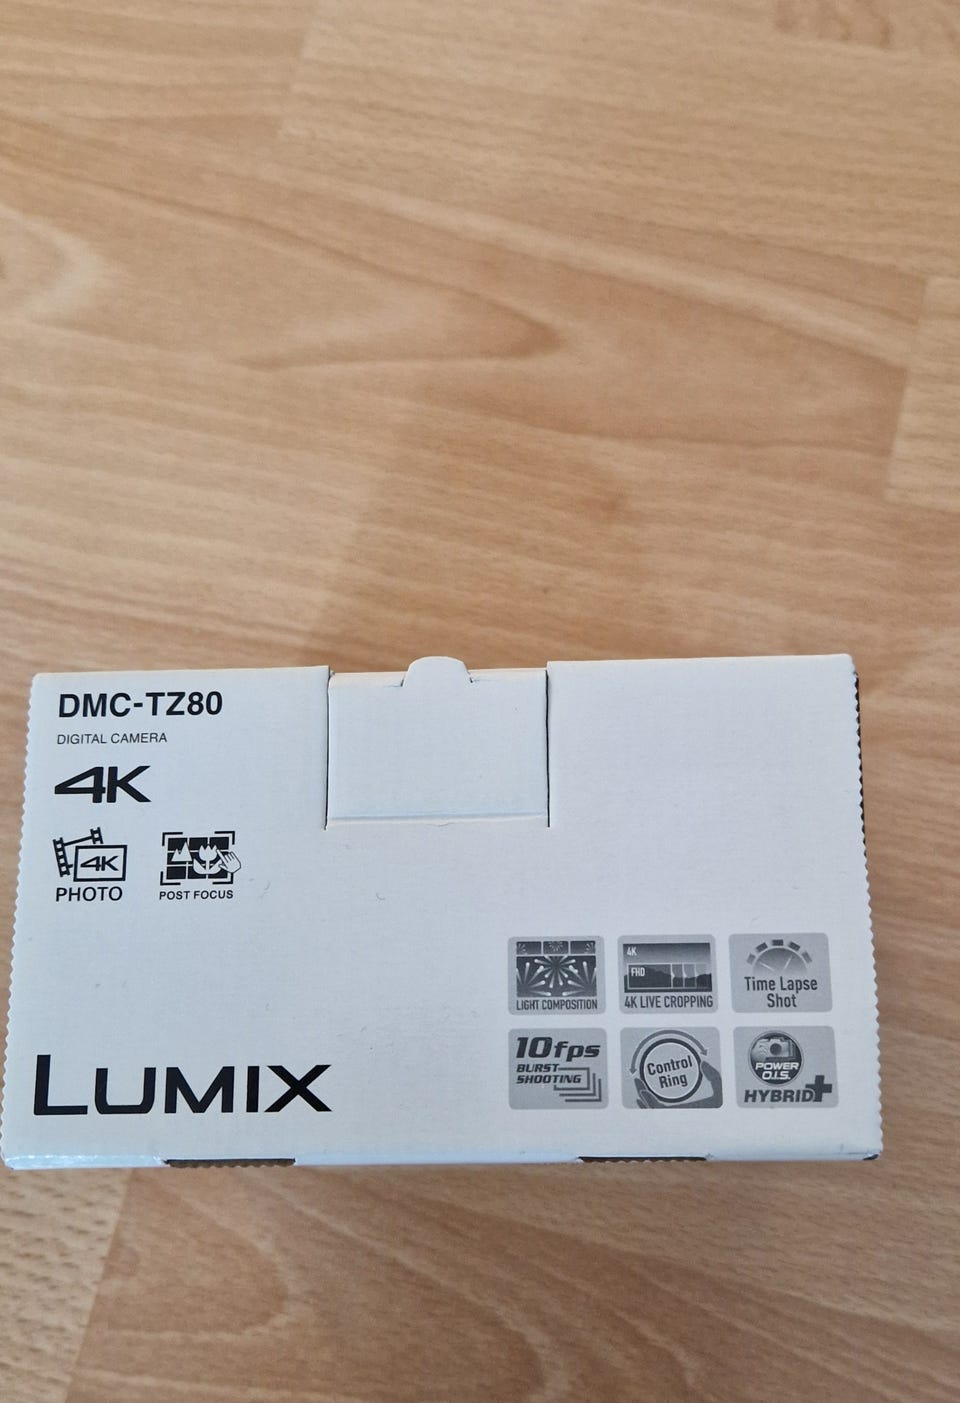 DMC-TZ80
DIGITAL CAMERA
4K
4K
PHOTO
POST FOCUS
LUMIX
LIGHT COMPOSITION
4K
FHD
4K LIVE CROPPING
Time Lapse
Shot
10fps
BURST
SHOOTING
Control
Ring
POWER
O.I.S.
HYBRID+